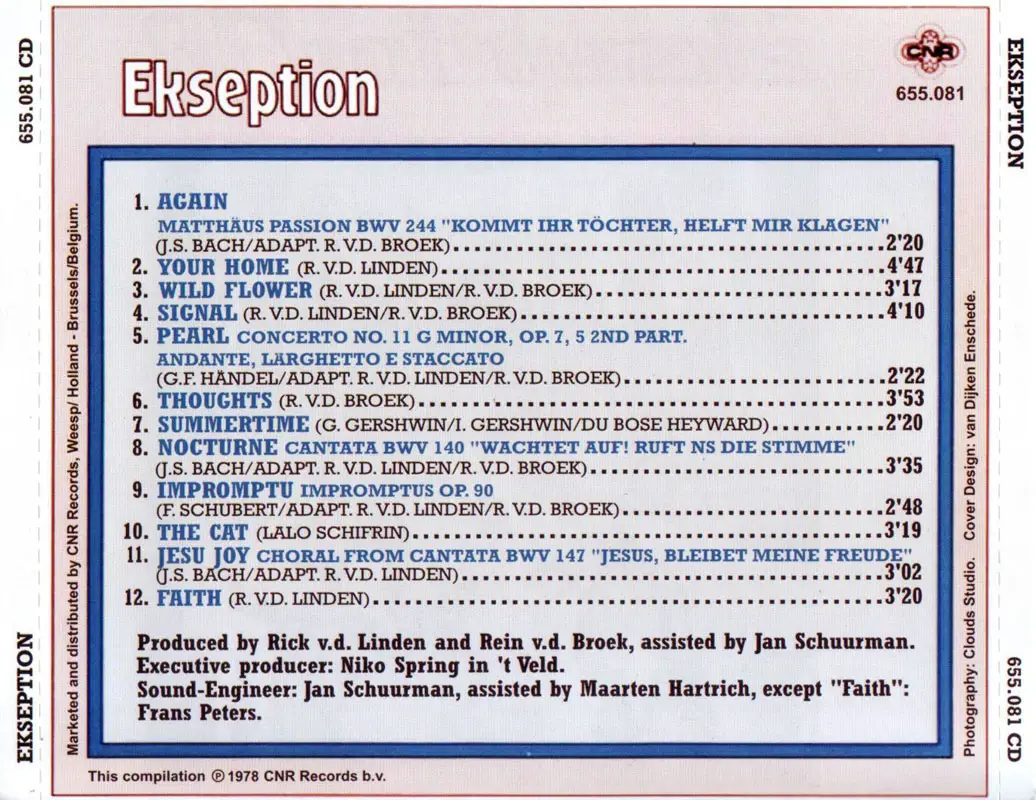 Ekseption
CNR
655.081
655.081 CD
EKSEPTION
EKSEPTION
655.081 CD
1. AGAIN
MATTHÄUS PASSION BWV 244 "KOMMT IHR TÖCHTER, HELFT MIR KLAGEN"
(J.S. BACH/ADAPT. R. V.D. BROEK)..........2'20
2. YOUR HOME (R. V.D. LINDEN)..........4'47
3. WILD FLOWER (R. V.D. LINDEN/R. V.D. BROEK)..........3'17
4. SIGNAL (R. V.D. LINDEN/R. V.D. BROEK)..........4'10
5. PEARL CONCERTO NO. 11 G MINOR, OP. 7, 5 2ND PART.
ANDANTE, LARGHETTO E STACCATO
(G.F. HÄNDEL/ADAPT. R. V.D. LINDEN/R. V.D. BROEK)..........2'22
6. THOUGHTS (R. V.D. BROEK)..........3'53
7. SUMMERTIME (G. GERSHWIN/I. GERSHWIN/DU BOSE HEYWARD)..........2'20
8. NOCTURNE CANTATA BWV 140 "WACHTET AUF! RUFT NS DIE STIMME"
(J.S. BACH/ADAPT. R. V.D. LINDEN/R. V.D. BROEK)..........3'35
9. IMPROMPTU IMPROMPTUS OP. 90
(F. SCHUBERT/ADAPT. R. V.D. LINDEN/R. V.D. BROEK)..........2'48
10. THE CAT (LALO SCHIFRIN)..........3'19
11. JESU JOY CHORAL FROM CANTATA BWV 147 "JESUS, BLEIBET MEINE FREUDE"
(J.S. BACH/ADAPT. R. V.D. LINDEN)..........3'02
12. FAITH (R. V.D. LINDEN)..........3'20
Produced by Rick v.d. Linden and Rein v.d. Broek, assisted by Jan Schuurman.
Executive producer: Niko Spring in 't Veld.
Sound-Engineer: Jan Schuurman, assisted by Maarten Hartrich, except "Faith":
Frans Peters.
Marketed and distributed by CNR Records, Weesp/ Holland - Brussels/Belgium.
Photography: Clouds Studio. Cover Design: van Dijken Enschede.
This compilation ℗ 1978 CNR Records b.v.